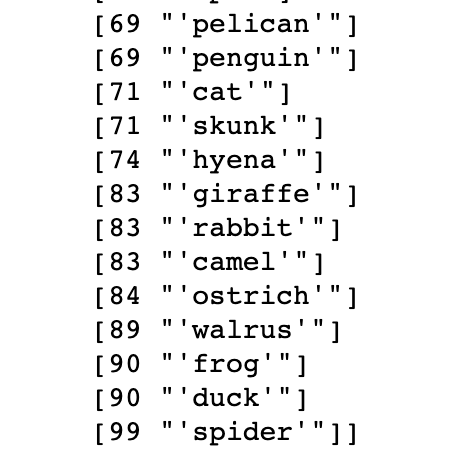 [69 "'pelican'"]
[69 "'penguin'"]
[71 "'cat'"]
[71 "'skunk'"]
[74 "'hyena'"]
[83 "'giraffe'"]
[83 "'rabbit'"]
[83 "'camel'"]
[84 "'ostrich'"]
[89 "'walrus'"]
[90 "'frog'"]
[90 "'duck'"]
[99 "'spider'"]]